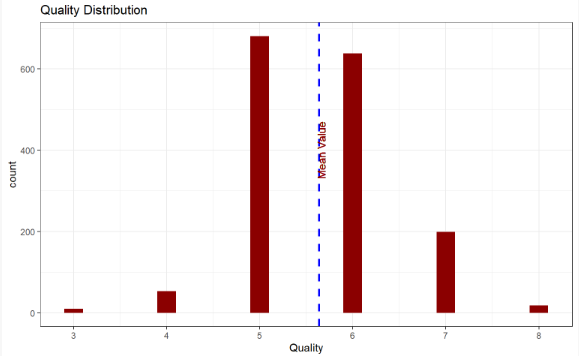 Quality Distribution
600
400
200
0
count
Mean Value
3 4 5 6 7 8
Quality